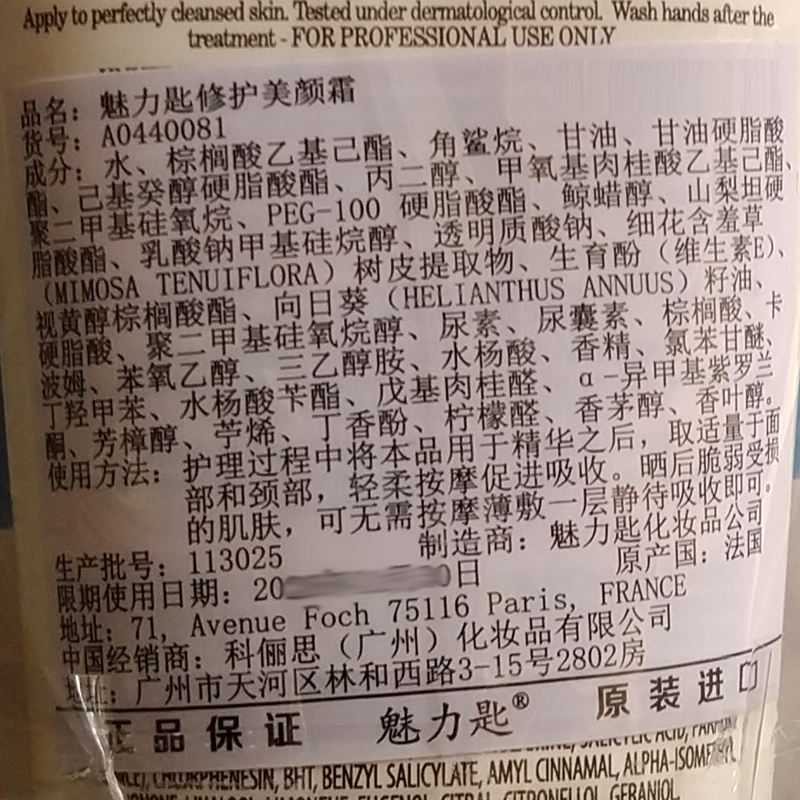 Apply to perfectly cleansed skin. Tested under dermatological control. Wash hands after the
treatment - FOR PROFESSIONAL USE ONLY
品名：魅力匙修护美颜霜
货号：A0440081
成分：水、棕榈酸乙基己酯、角鲨烷、甘油、甘油硬脂酸
酯、己基癸醇硬脂酸酯、丙二醇、甲氧基肉桂酸乙基己酯、
聚二甲基硅氧烷、PEG-100 硬脂酸酯、鲸蜡醇、山梨坦硬
脂酸酯、乳酸钠甲基硅烷醇、透明质酸钠、细花含羞草
（MIMOSA TENUIFLORA）树皮提取物、生育酚（维生素E）、
视黄醇棕榈酸酯、向日葵（HELIANTHUS ANNUUS）籽油、
硬脂酸、聚二甲基硅氧烷醇、尿素、尿囊素、棕榈酸、卡
波姆、苯氧乙醇、三乙醇胺、水杨酸、香精、氯苯甘醚、
丁羟甲苯、水杨酸苄酯、戊基肉桂醛、α-异甲基紫罗兰
酮、芳樟醇、苧烯、丁香酚、柠檬醛、香茅醇、香叶醇。
使用方法：护理过程中将本品用于精华之后，取适量于面
部和颈部，轻柔按摩促进吸收。晒后脆弱受损
的肌肤，可无需按摩薄敷一层静待吸收即可。
生产批号：113025 制造商：魅力匙化妆品公司
限期使用日期：20 日 原产国：法国
地址：71, Avenue Foch 75116 Paris, FRANCE
中国经销商：科俪思（广州）化妆品有限公司
地址：广州市天河区林和西路3-15号2802房
正品保证 魅力匙® 原装进口
SALICYLIC ACID,
CHLORPHENESIN, BHT, BENZYL SALICYLATE, AMYL CINNAMAL,
CITRAL, CITRONELLOL, GERANIOL.